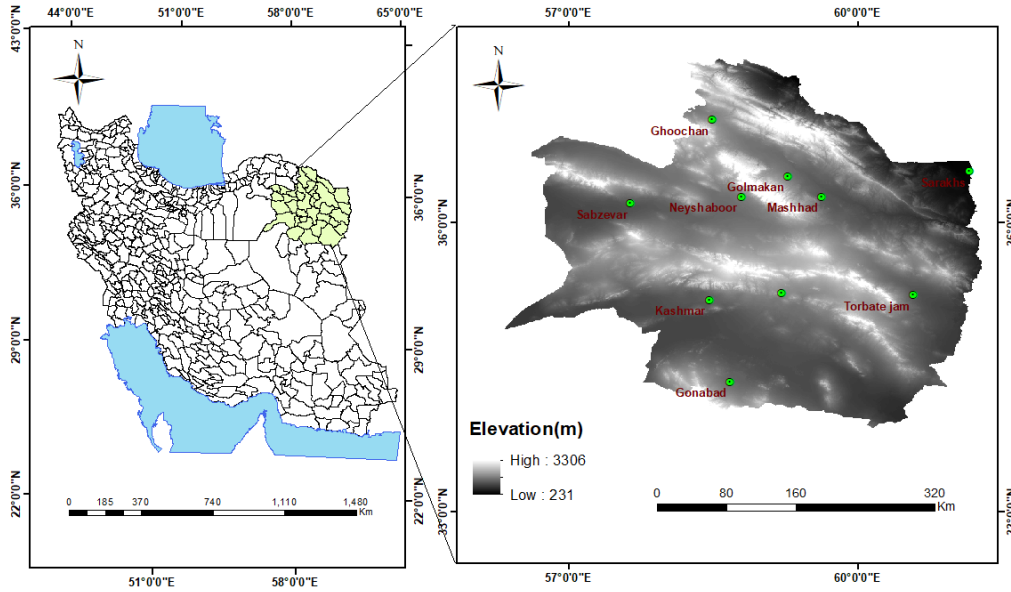 44°0'0"E
51°0'0"E
58°0'0"E
65°0'0"E
43°0'0"N
36°0'0"N
29°0'0"N
22°0'0"N
N
36°0'0"N
29°0'0"N
22°0'0"N
0 185 370 740 1,110 1,480
Km
51°0'0"E
58°0'0"E
57°0'0"E
60°0'0"E
N
36°0'0"N
33°0'0"N
36°0'0"N
Ghoochan
Golmakan
Sarakhs
Sabzevar
Neyshaboor
Mashhad
Kashmar
Torbate jam
Gonabad
Elevation(m)
High : 3306
Low : 231
0 80 160 320
Km
57°0'0"E
60°0'0"E